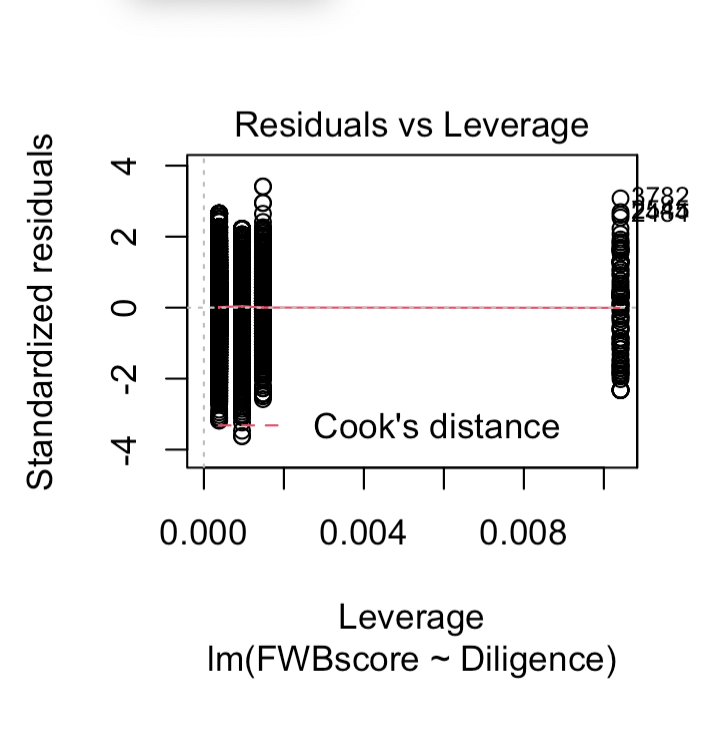 Residuals vs Leverage
Standardized residuals
4
2
0
-2
-4
3782
Cook's distance
0.000 0.004 0.008
Leverage
lm(FWBscore ~ Diligence)